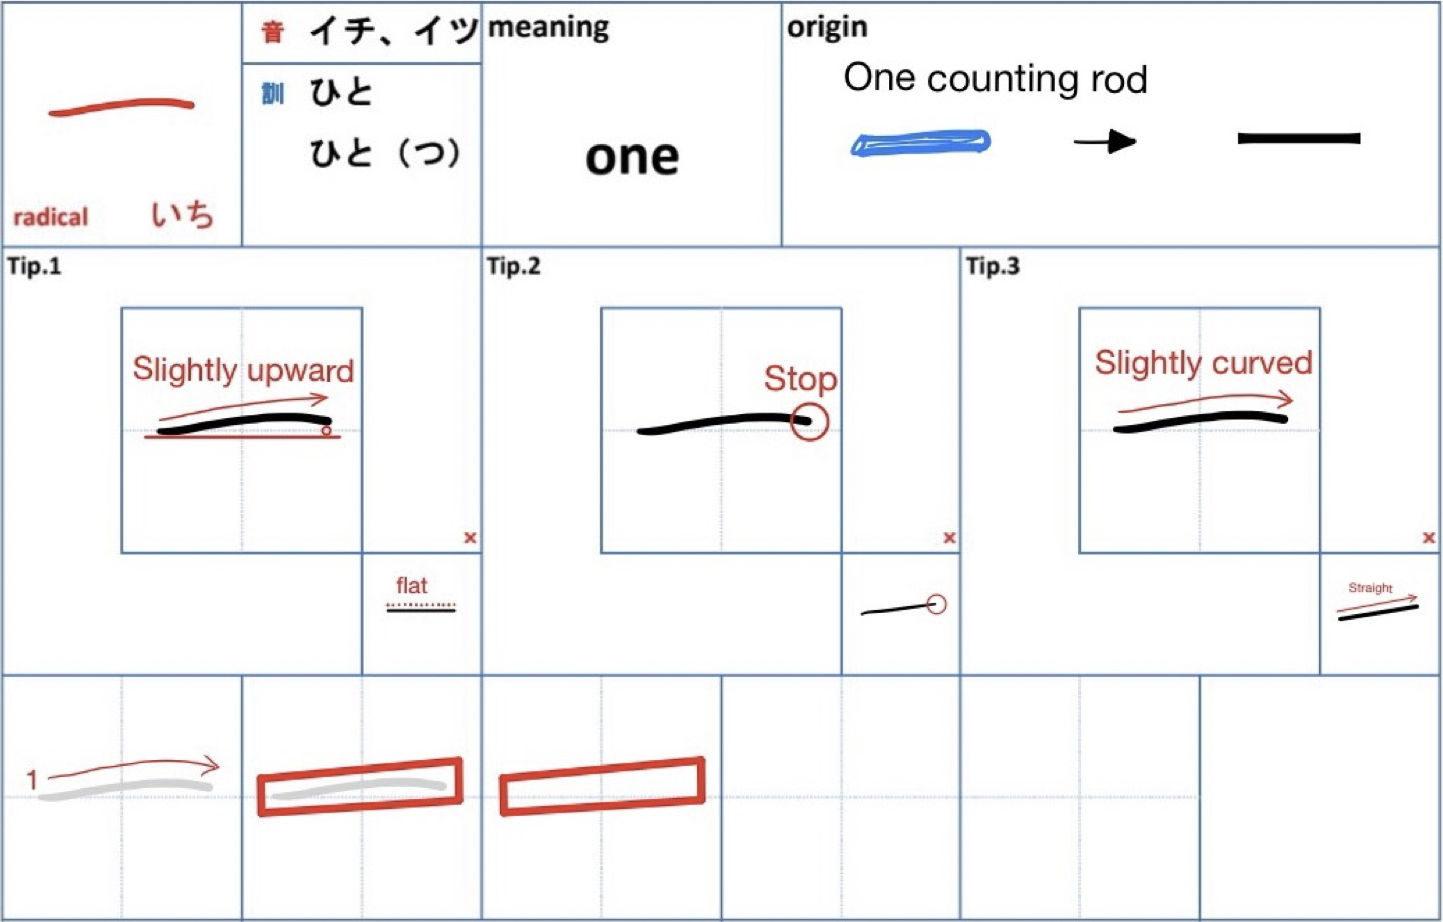 音 イチ、イツ
訓 ひと
ひと（つ）
radical いち
meaning
one
origin
One counting rod
Tip.1
Slightly upward
x
flat
Tip.2
Stop
x
Tip.3
Slightly curved
x
Straight
1